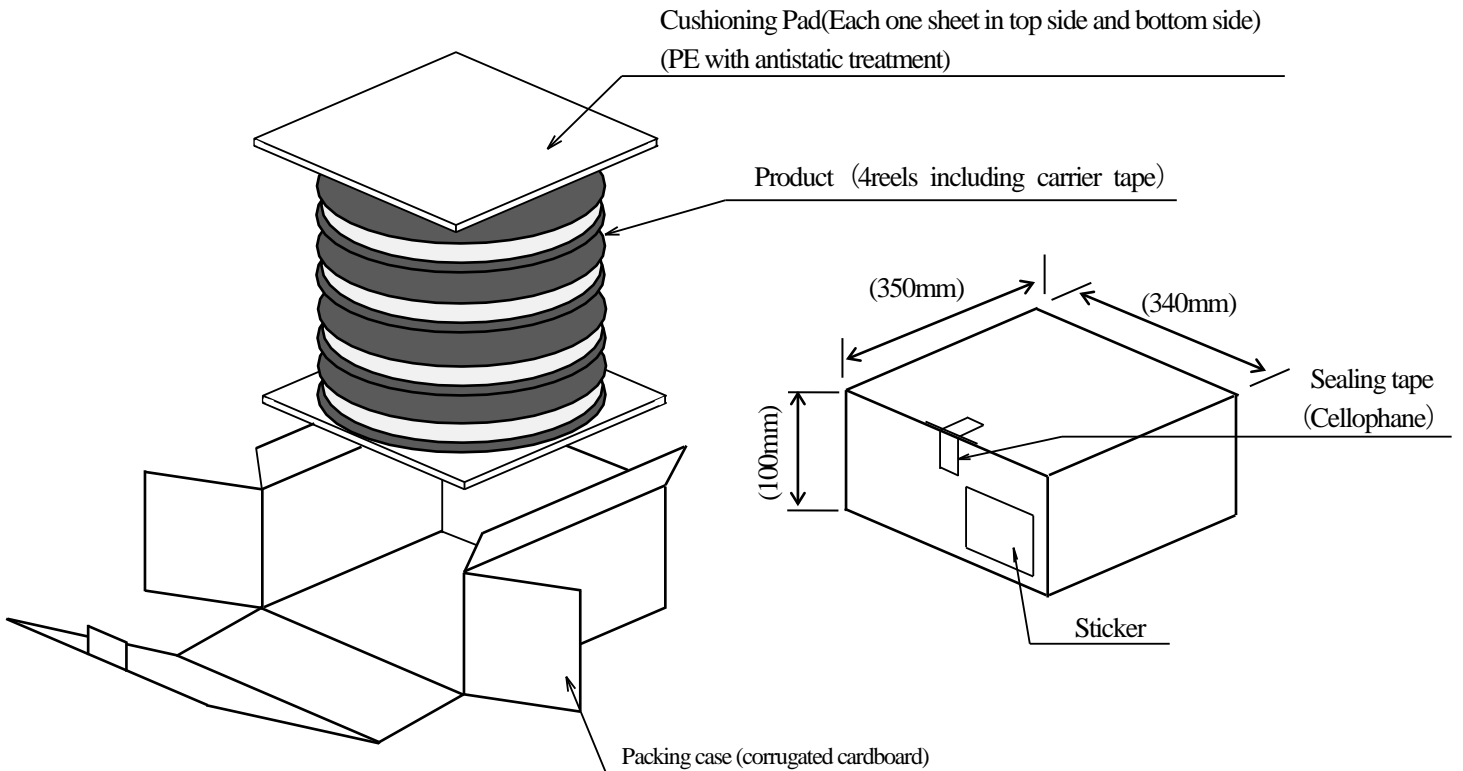 Cushioning Pad(Each one sheet in top side and bottom side)
(PE with antistatic treatment)
Product （4reels including carrier tape）
(350mm)
(340mm)
Sealing tape
(Cellophane）
(100mm)
Sticker
Packing case (corrugated cardboard)